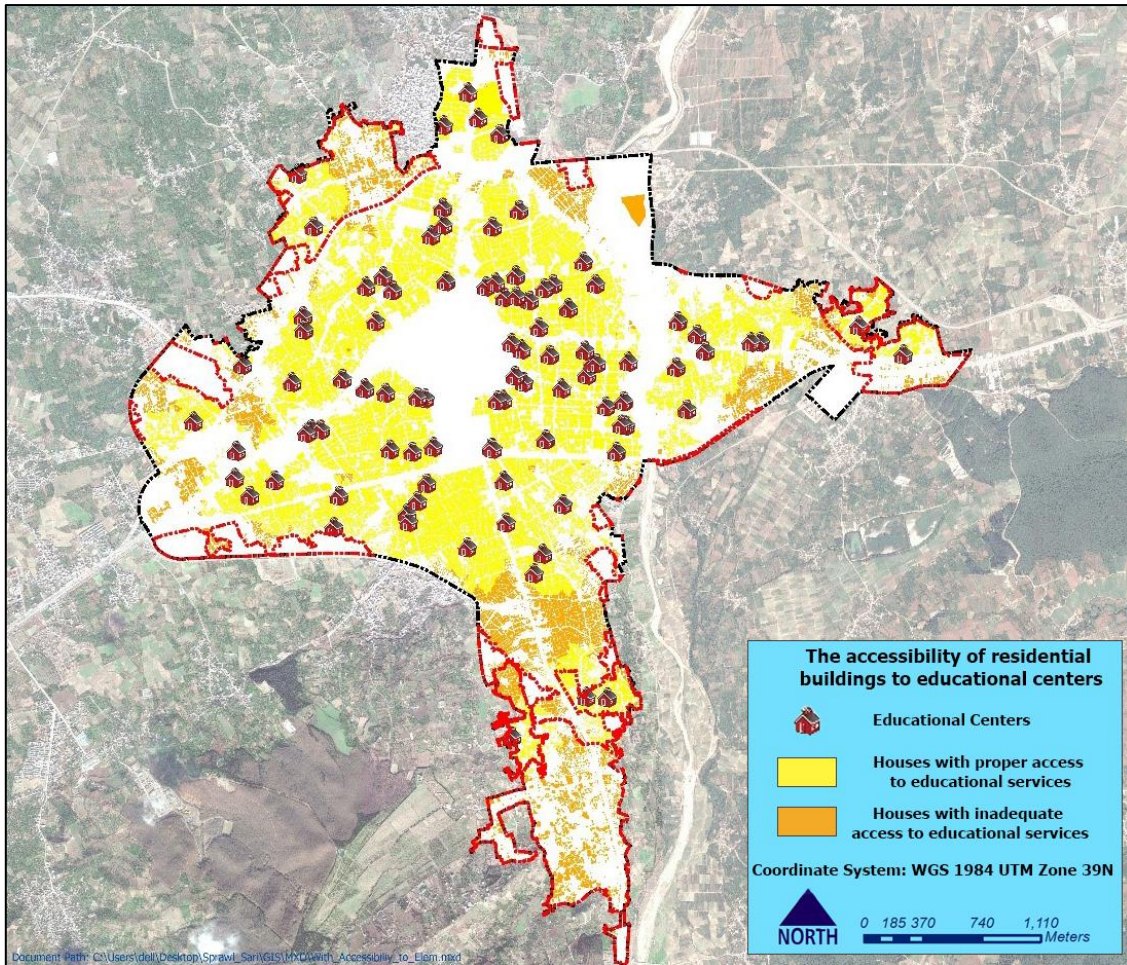 The accessibility of residential
buildings to educational centers
Educational Centers
Houses with proper access
to educational services
Houses with inadequate
access to educational services
Coordinate System: WGS 1984 UTM Zone 39N
NORTH
0 185 370 740 1,110
Meters
Document Path: C:\Users\dell\Desktop\Sprawl_Sari\GIS\MXD\With_Accessibiliy_to_Elem.mxd